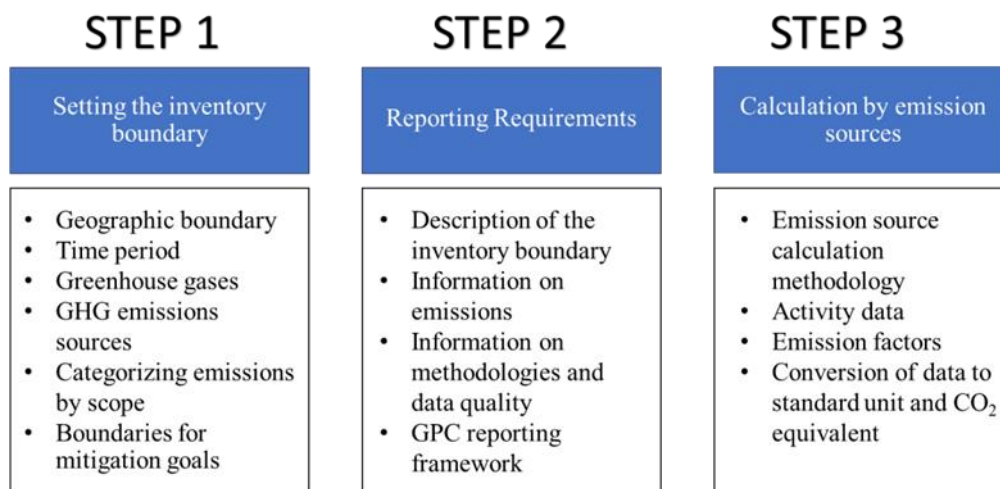 STEP 1
Setting the inventory
boundary
• Geographic boundary
• Time period
• Greenhouse gases
• GHG emissions
sources
• Categorizing emissions
by scope
• Boundaries for
mitigation goals
STEP 2
Reporting Requirements
• Description of the
inventory boundary
• Information on
emissions
• Information on
methodologies and
data quality
• GPC reporting
framework
STEP 3
Calculation by emission
sources
• Emission source
calculation
methodology
• Activity data
• Emission factors
• Conversion of data to
standard unit and CO₂
equivalent